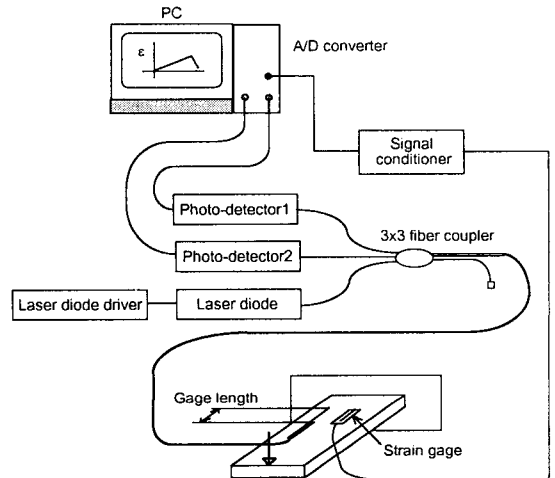 PC
A/D converter
ε
Signal
conditioner
Photo-detector1
3x3 fiber coupler
Photo-detector2
Laser diode driver
Laser diode
Gage length
Strain gage